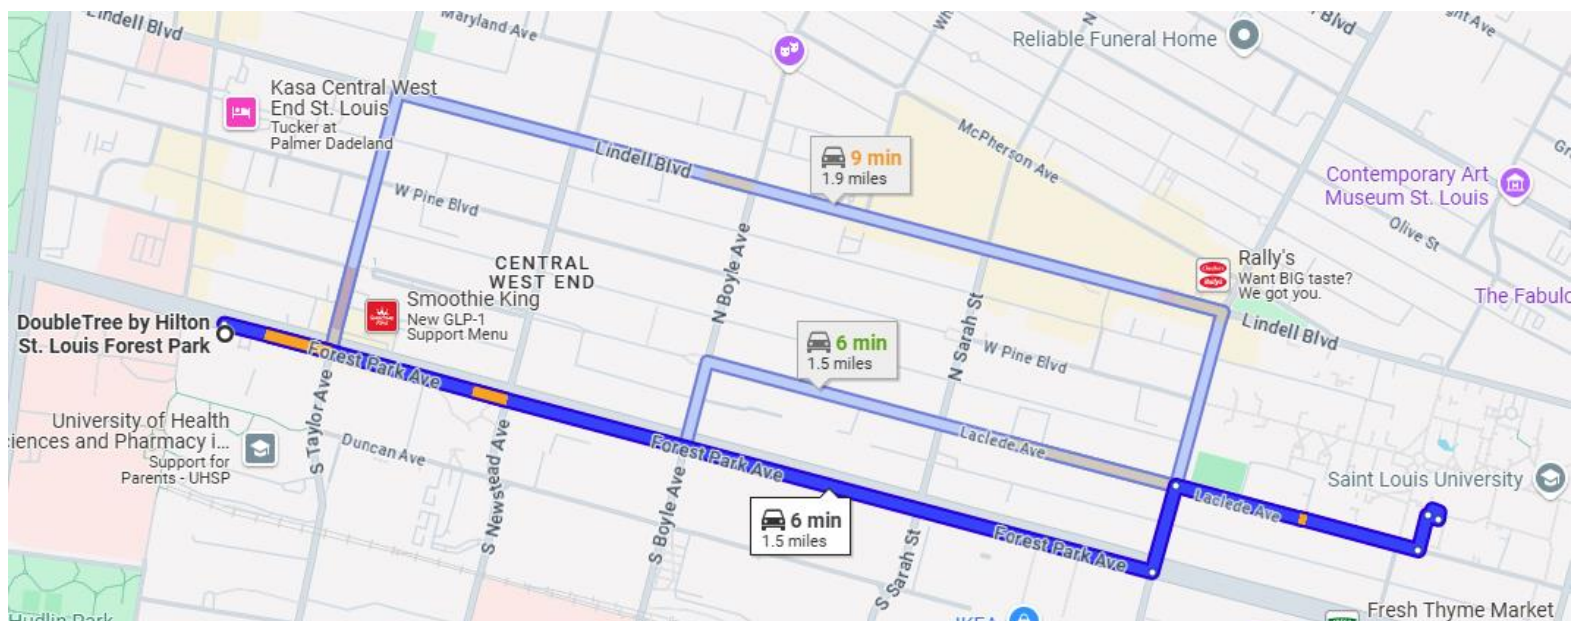 Lindell Blvd
Maryland Ave
Reliable Funeral Home
Blvd
Kasa Central West
End St. Louis
Tucker at
Palmer Dadeland
9 min
1.9 miles
Lindell Blvd
McPherson Ave
Contemporary Art
Museum St. Louis
W Pine Blvd
Olive St
N Boyle Ave
CENTRAL
WEST END
Rally's
Want BIG taste?
We got you.
The Fabulo
Smoothie King
New GLP-1
Support Menu
DoubleTree by Hilton
St. Louis Forest Park
N Sarah St
Lindell Blvd
6 min
1.5 miles
W Pine Blvd
Forest Park Ave
S Taylor Ave
University of Health
ciences and Pharmacy i...
Support for
Parents - UHSP
Duncan Ave
S Newstead Ave
Forest Park Ave
Laclede Ave
Saint Louis University
Laclede Ave
S Boyle Ave
6 min
1.5 miles
Forest Park Ave
S Sarah St
Fresh Thyme Market
IKEA
Hudlin Park